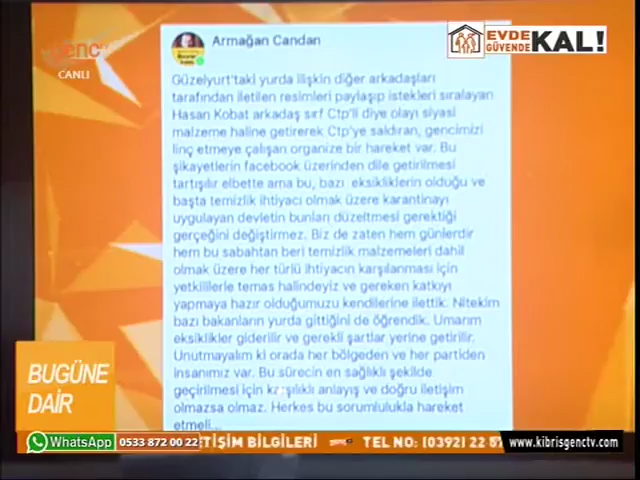 genç
CANLI
EVDE KAL!
GÜVENDE
Armağan Candan
Güzelyurt'taki yurda ilişkin diğer arkadaşları
tarafından iletilen resimleri paylaşıp istekleri sıralayan
Hasan Kobat arkadaş sırf Ctp'li diye olayı siyasi
malzeme haline getirerek Ctp'ye saldıran, gencimizi
linç etmeye çalışan organize bir hareket var. Bu
şikayetlerin facebook üzerinden dile getirilmesi
tartışılır elbette ama bu, bazı eksikliklerin olduğu ve
başta temizlik ihtiyacı olmak üzere karantinayı
uygulayan devletin bunları düzeltmesi gerektiği
gerçeğini değiştirmez. Biz de zaten hem günlerdir
hem bu sabahtan beri temizlik malzemeleri dahil
olmak üzere her türlü ihtiyacın karşılanması için
yetkililerle temas halindeyiz ve gereken katkıyı
yapmaya hazır olduğumuzu kendilerine ilettik. Nitekim
bazı bakanların yurda gittiğini de öğrendik. Umarım
eksiklikler giderilir ve gerekli şartlar yerine getirilir.
Unutmayalım ki orada her bölgeden ve her partiden
insanımız var. Bu sürecin en sağlıklı şekilde
geçirilmesi için karşılıklı anlayış ve doğru iletişim
olmazsa olmaz. Herkes bu sorumlulukla hareket
etmeli...
BUGÜNE
DAİR
WhatsApp 0533 872 00 22 ETİŞİM BİLGİLERİ genç TEL NO: (0392) 22 57 www.kibrisgenctv.com